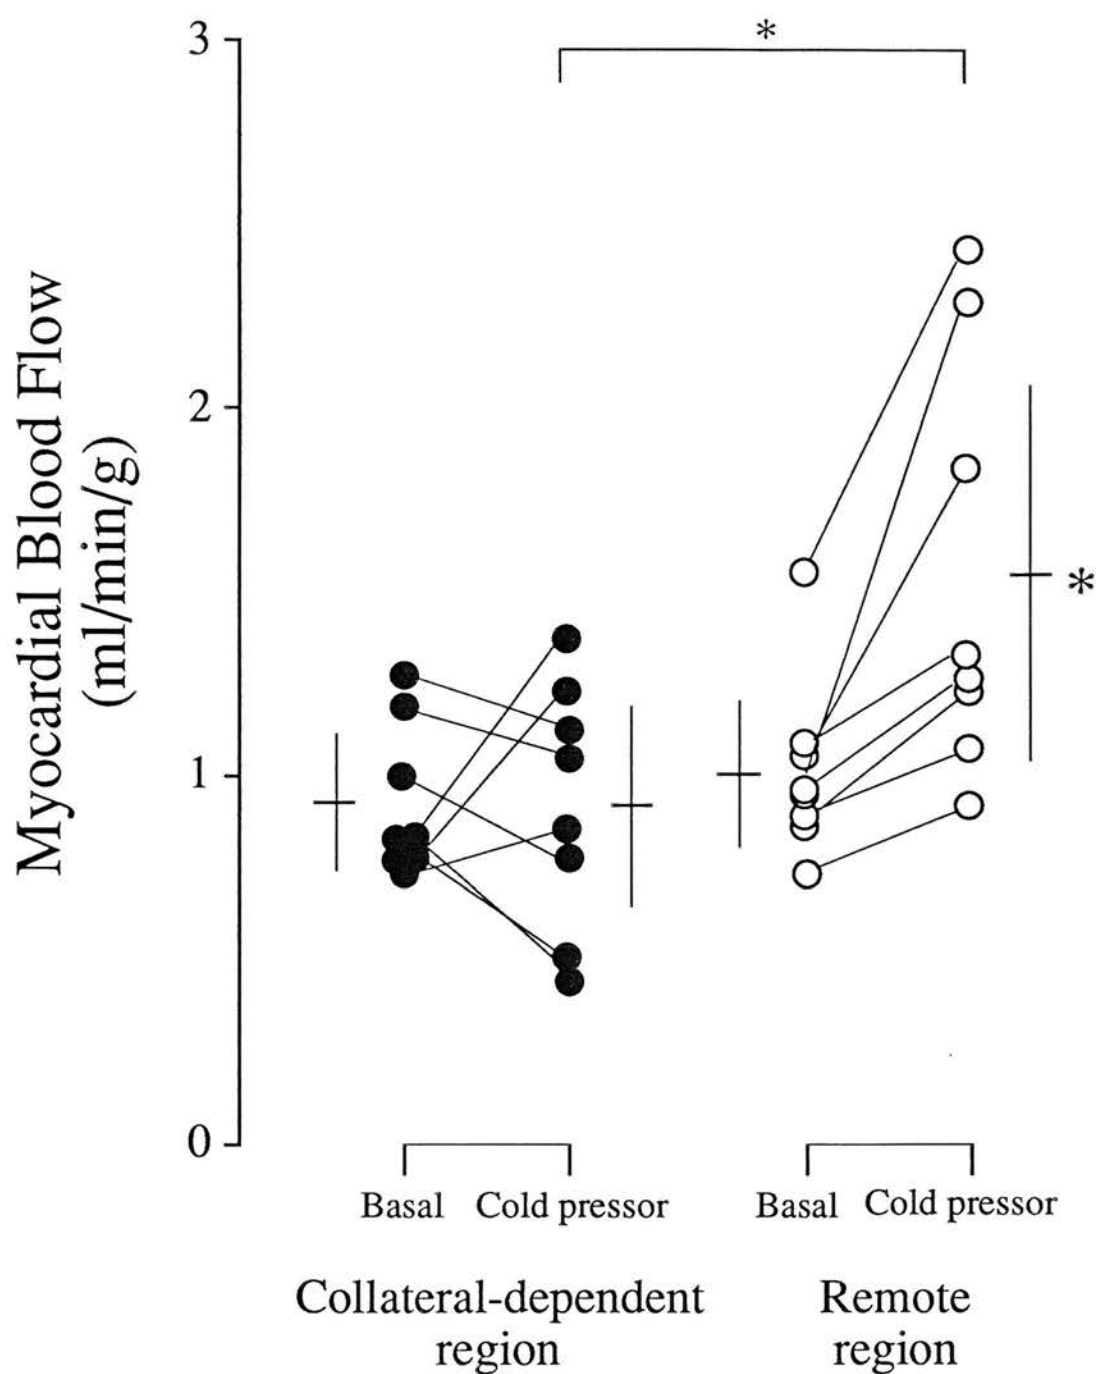 *
3
2
1
0
*
Myocardial Blood Flow
(ml/min/g)
Basal Cold pressor Basal Cold pressor
Collateral-dependent
region
Remote
region